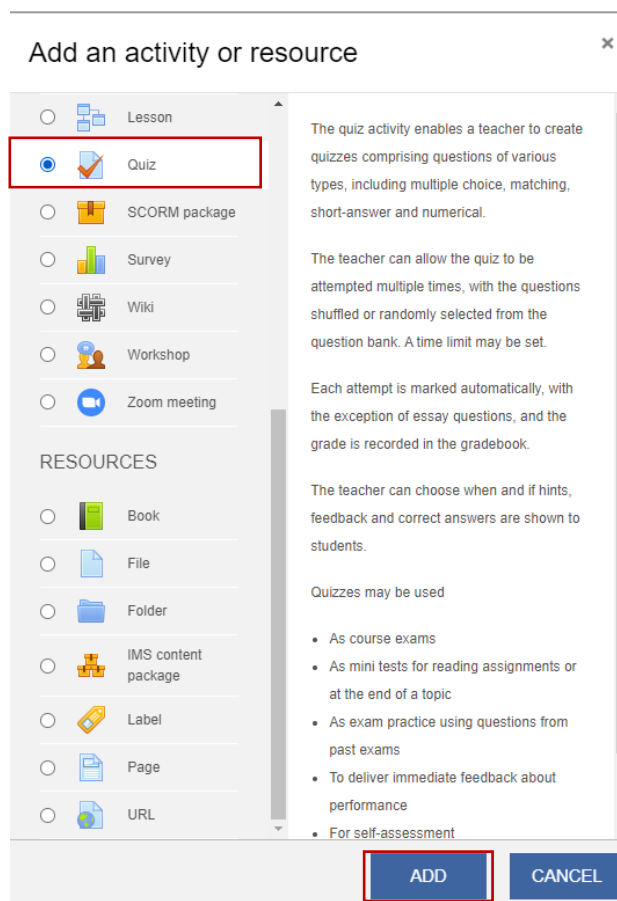 Add an activity or resource
×
Lesson
Quiz
SCORM package
Survey
Wiki
Workshop
Zoom meeting
RESOURCES
Book
File
Folder
IMS content
package
Label
Page
URL
The quiz activity enables a teacher to create
quizzes comprising questions of various
types, including multiple choice, matching,
short-answer and numerical.
The teacher can allow the quiz to be
attempted multiple times, with the questions
shuffled or randomly selected from the
question bank. A time limit may be set.
Each attempt is marked automatically, with
the exception of essay questions, and the
grade is recorded in the gradebook.
The teacher can choose when and if hints,
feedback and correct answers are shown to
students.
Quizzes may be used
• As course exams
• As mini tests for reading assignments or
at the end of a topic
• As exam practice using questions from
past exams
• To deliver immediate feedback about
performance
• For self-assessment
ADD
CANCEL